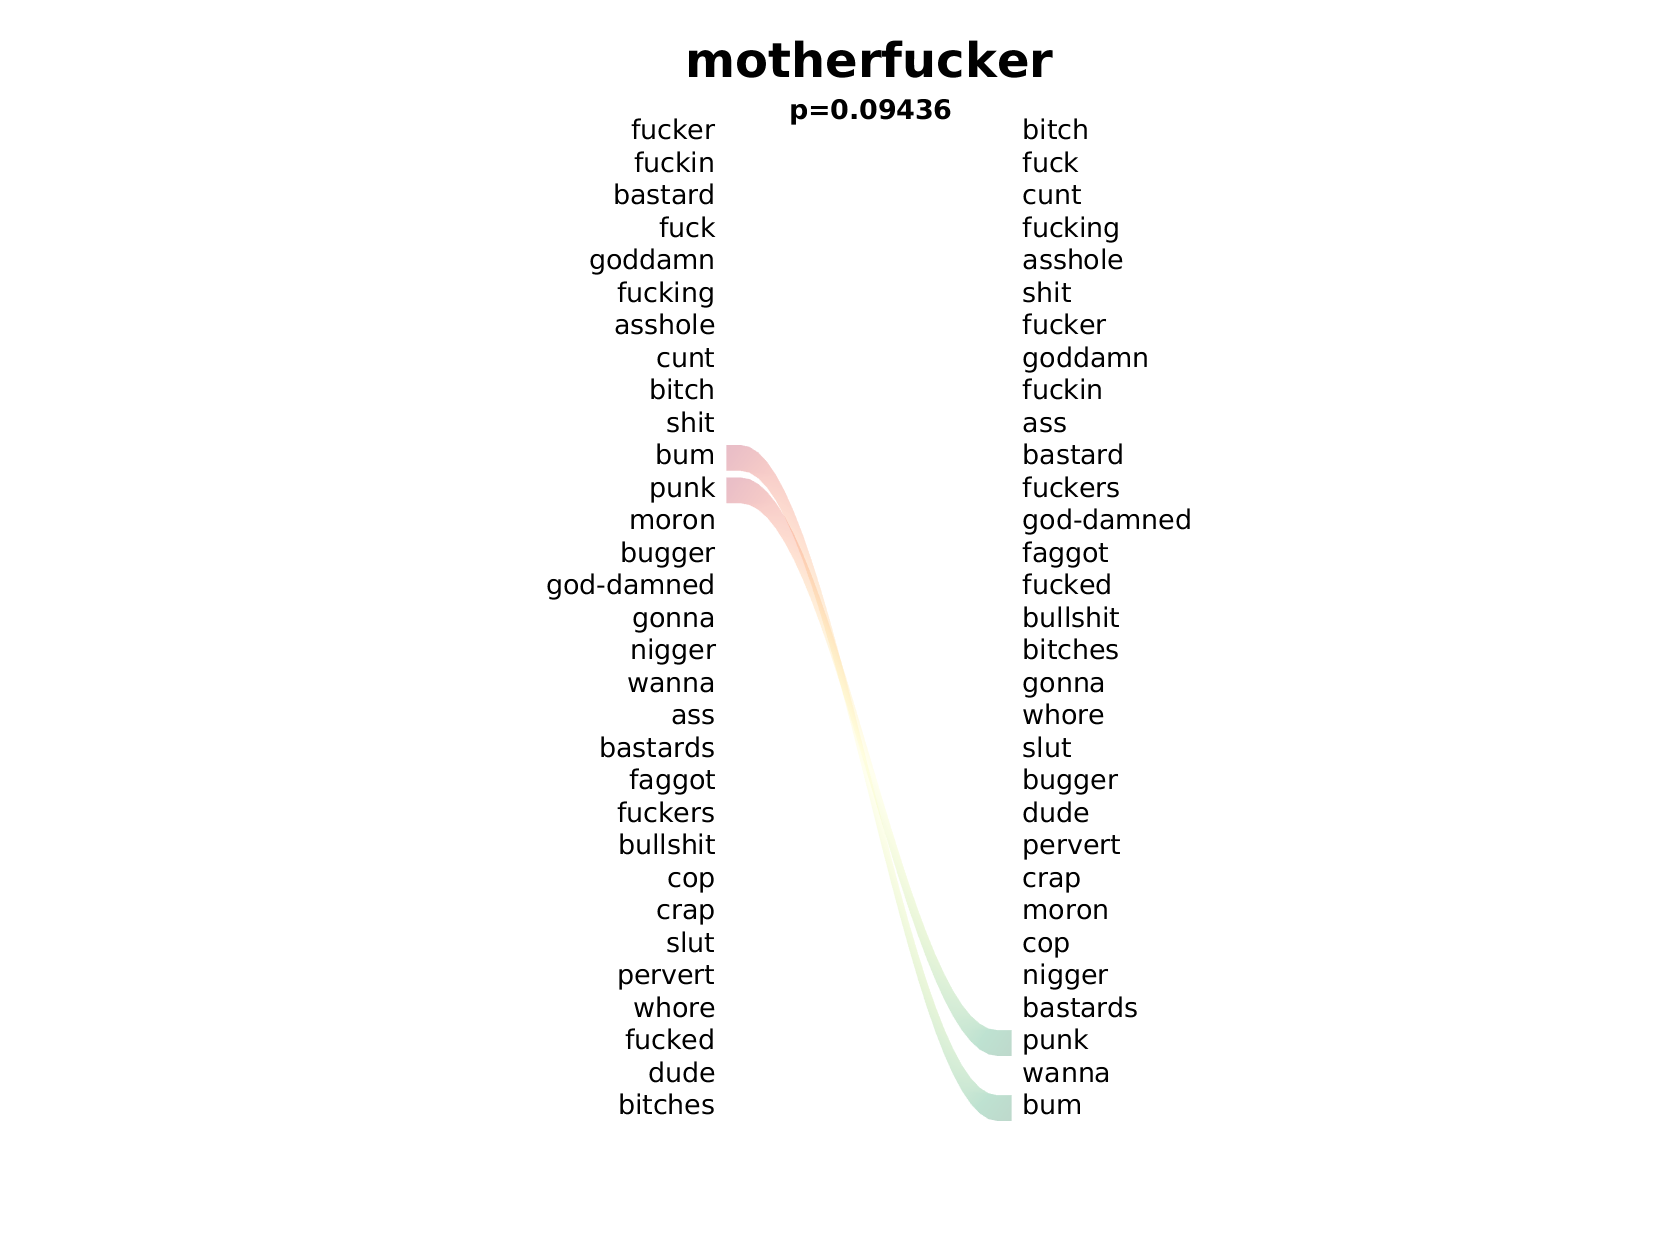 motherfucker
p=0.09436
fucker bitch
fuckin fuck
bastard cunt
fuck fucking
goddamn asshole
fucking shit
asshole fucker
cunt goddamn
bitch fuckin
shit ass
bum bastard
punk fuckers
moron god-damned
bugger faggot
god-damned fucked
gonna bullshit
nigger bitches
wanna gonna
ass whore
bastards slut
faggot bugger
fuckers dude
bullshit pervert
cop crap
crap moron
slut cop
pervert nigger
whore bastards
fucked punk
dude wanna
bitches bum